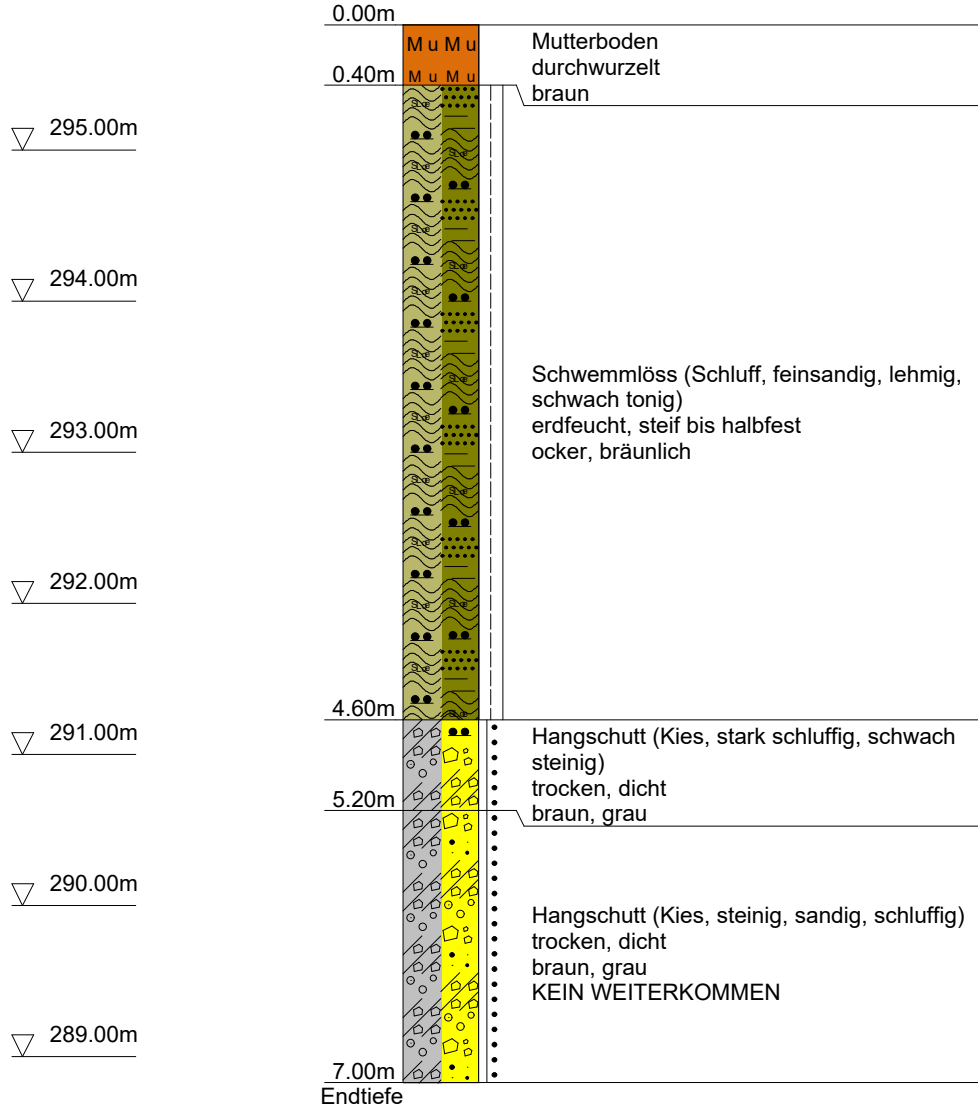 0.00m
M u M u
Mutterboden
durchwurzelt
braun
M u M u
0.40m
295.00m
294.00m
293.00m
Schwemmlöss (Schluff, feinsandig, lehmig,
schwach tonig)
erdfeucht, steif bis halbfest
ocker, bräunlich
292.00m
4.60m
291.00m
Hangschutt (Kies, stark schluffig, schwach
steinig)
trocken, dicht
braun, grau
5.20m
290.00m
Hangschutt (Kies, steinig, sandig, schluffig)
trocken, dicht
braun, grau
KEIN WEITERKOMMEN
289.00m
7.00m
Endtiefe